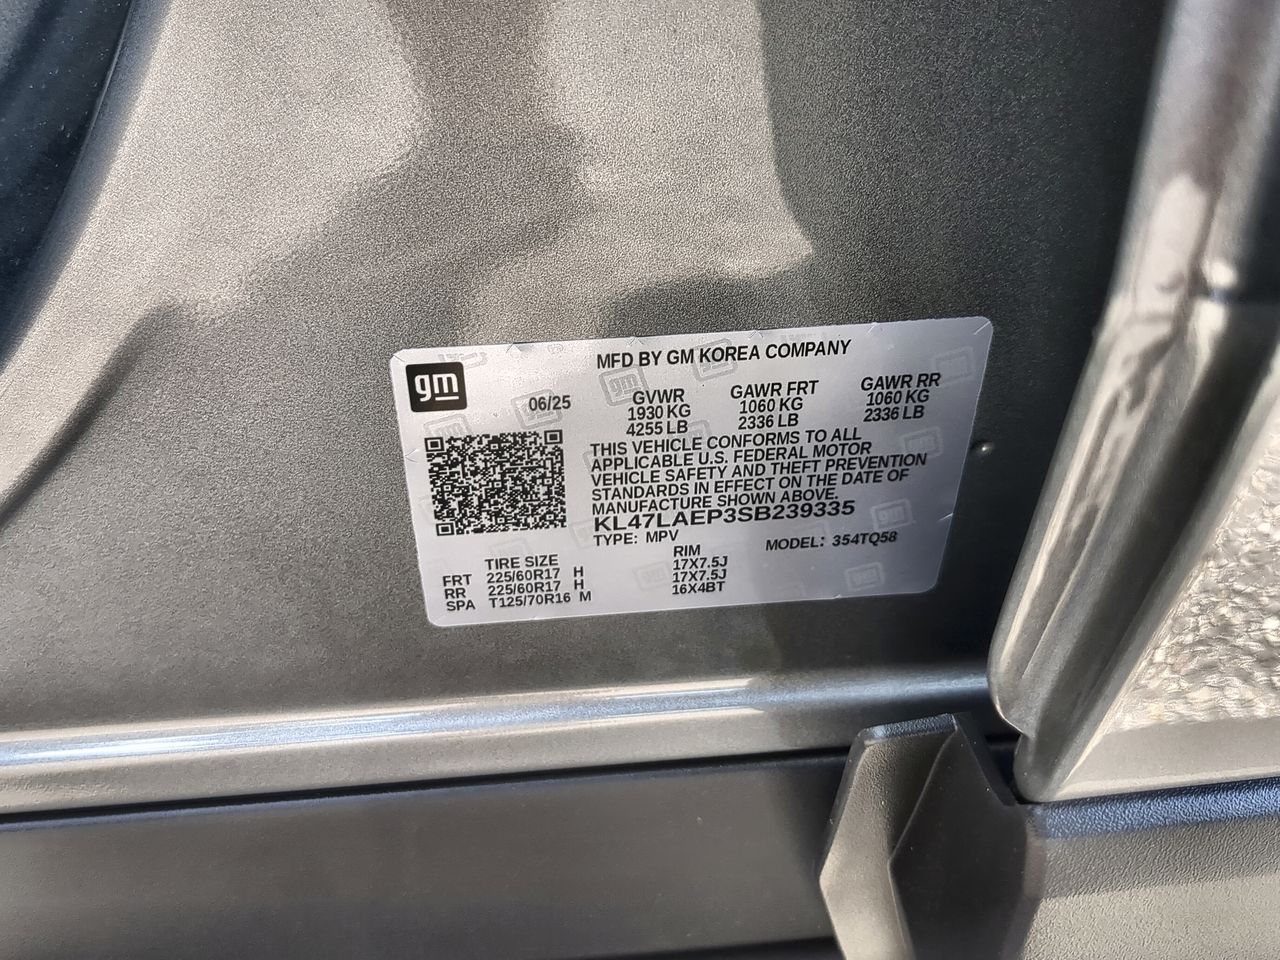 gm
MFD BY GM KOREA COMPANY
06/25
GVWR GAWR FRT GAWR RR
1930 KG 1060 KG 1060 KG
4255 LB 2336 LB 2336 LB
THIS VEHICLE CONFORMS TO ALL
APPLICABLE U.S. FEDERAL MOTOR
VEHICLE SAFETY AND THEFT PREVENTION
STANDARDS IN EFFECT ON THE DATE OF
MANUFACTURE SHOWN ABOVE.
KL47LAEP3SB239335
TYPE: MPV MODEL: 354TQ58
TIRE SIZE RIM
FRT 225/60R17 H 17X7.5J
RR 225/60R17 H 17X7.5J
SPA T125/70R16 M 16X4BT